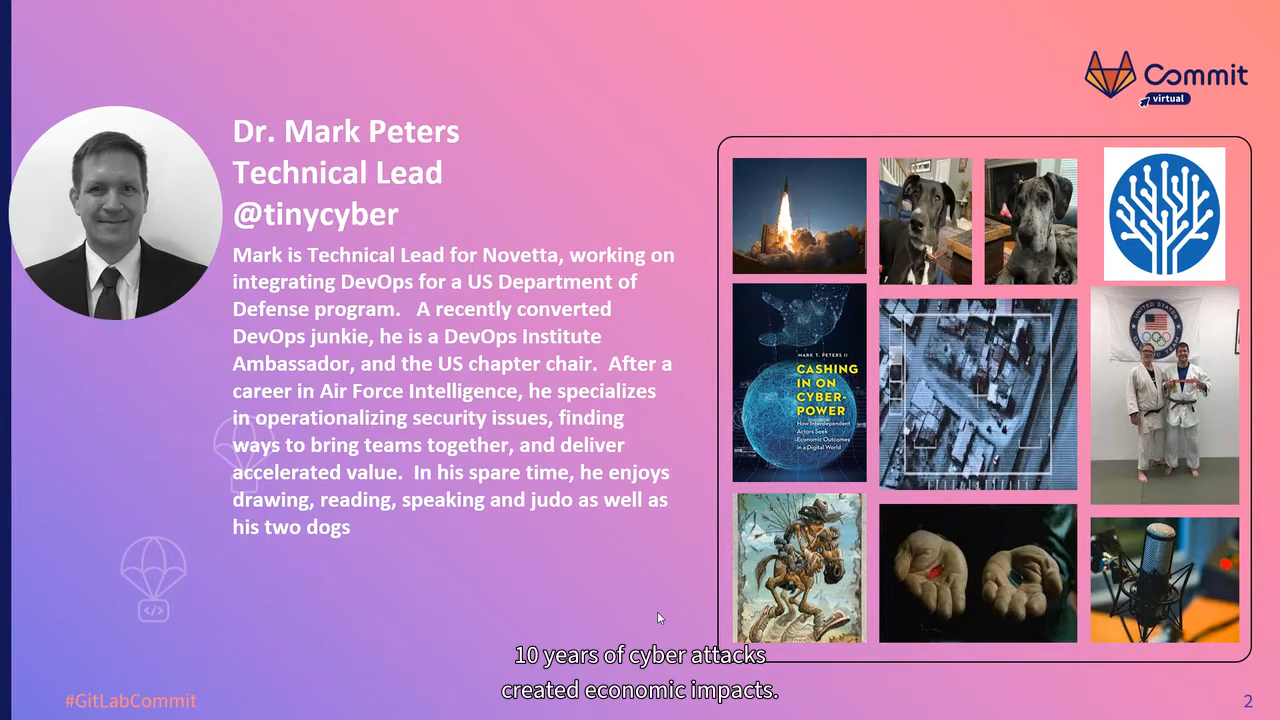 Commit
virtual
Dr. Mark Peters
Technical Lead
@tinycyber
Mark is Technical Lead for Novetta, working on
integrating DevOps for a US Department of
Defense program.   A recently converted
DevOps junkie, he is a DevOps Institute
Ambassador, and the US chapter chair.  After a
career in Air Force Intelligence, he specializes
in operationalizing security issues, finding
ways to bring teams together, and deliver
accelerated value.  In his spare time, he enjoys
drawing, reading, speaking and judo as well as
his two dogs
MARK T. PETERS II
CASHING
IN ON
CYBER-
POWER
How Interdependent
Actors Seek
Economic Outcomes
in a Digital World
UNITED STATES
</>
10 years of cyber attacks
created economic impacts.
#GitLabCommit
2